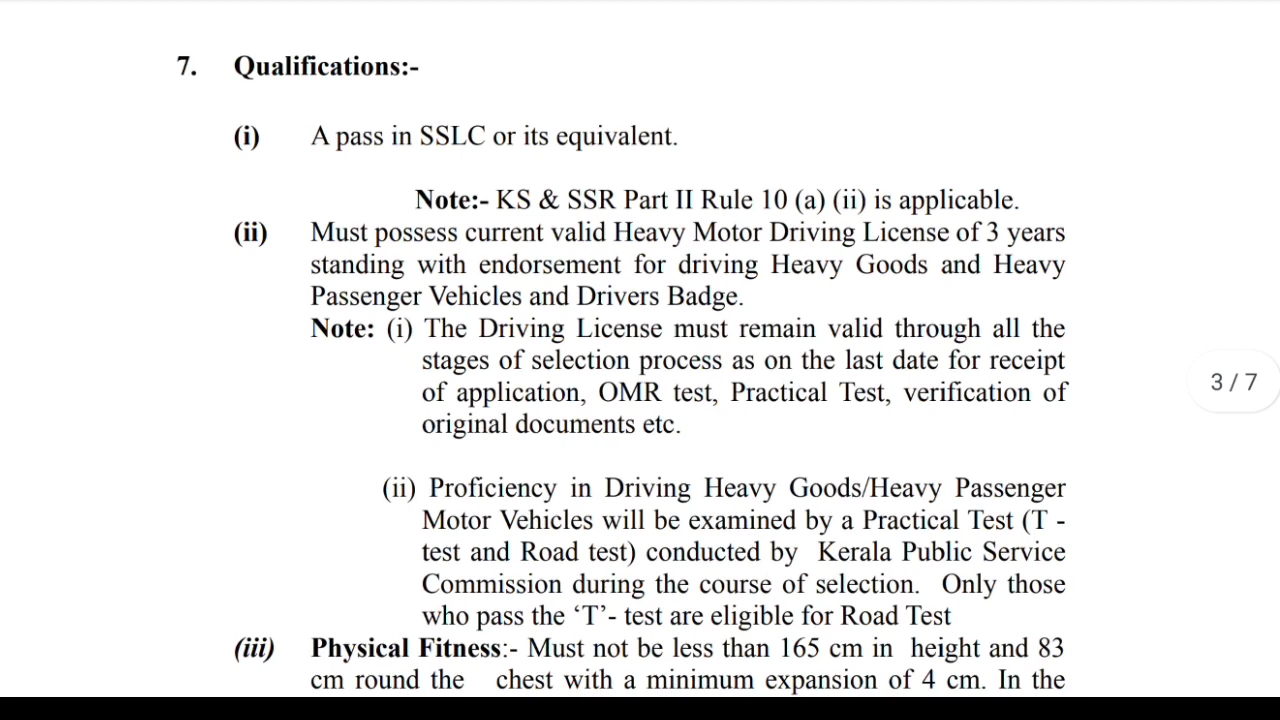 7. Qualifications:-
(i) A pass in SSLC or its equivalent.
Note:- KS & SSR Part II Rule 10 (a) (ii) is applicable.
(ii) Must possess current valid Heavy Motor Driving License of 3 years
standing with endorsement for driving Heavy Goods and Heavy
Passenger Vehicles and Drivers Badge.
Note: (i) The Driving License must remain valid through all the
stages of selection process as on the last date for receipt
of application, OMR test, Practical Test, verification of
original documents etc.
3 / 7
(ii) Proficiency in Driving Heavy Goods/Heavy Passenger
Motor Vehicles will be examined by a Practical Test (T -
test and Road test) conducted by Kerala Public Service
Commission during the course of selection. Only those
who pass the ‘T’- test are eligible for Road Test
(iii) Physical Fitness:- Must not be less than 165 cm in height and 83
cm round the chest with a minimum expansion of 4 cm. In the